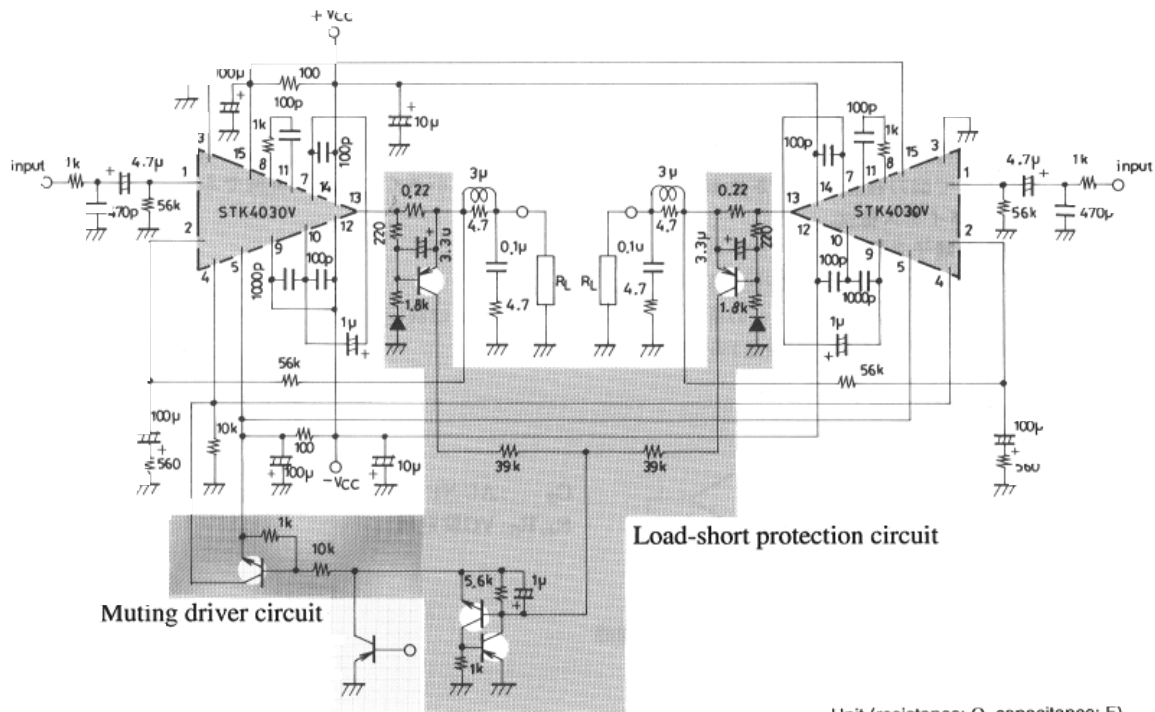 + VCC
100µ
100
100p
1k
10µ
100p
100p
1k
100p
3
15
8
11
7
14
13
12
10
9
5
4
2
1
input
1k
4.7µ
470p
56k
STK4030V
1000p
100p
1µ
0.22
220
3.3µ
1.8k
3µ
4.7
0.1µ
4.7
RL
3µ
4.7
0.1µ
4.7
RL
0.22
220
3.3µ
1.8k
13
12
14
7
11
8
15
3
1
2
4
5
9
10
STK4030V
4.7µ
1k
input
56k
470µ
100p
1000p
1µ
56k
56k
100µ
560
10k
100
100µ
-VCC
10µ
39k
39k
100µ
560
Load-short protection circuit
1k
10k
5.6k
1µ
1k
Muting driver circuit
Unit (resistance: Ω, capacitance: F)